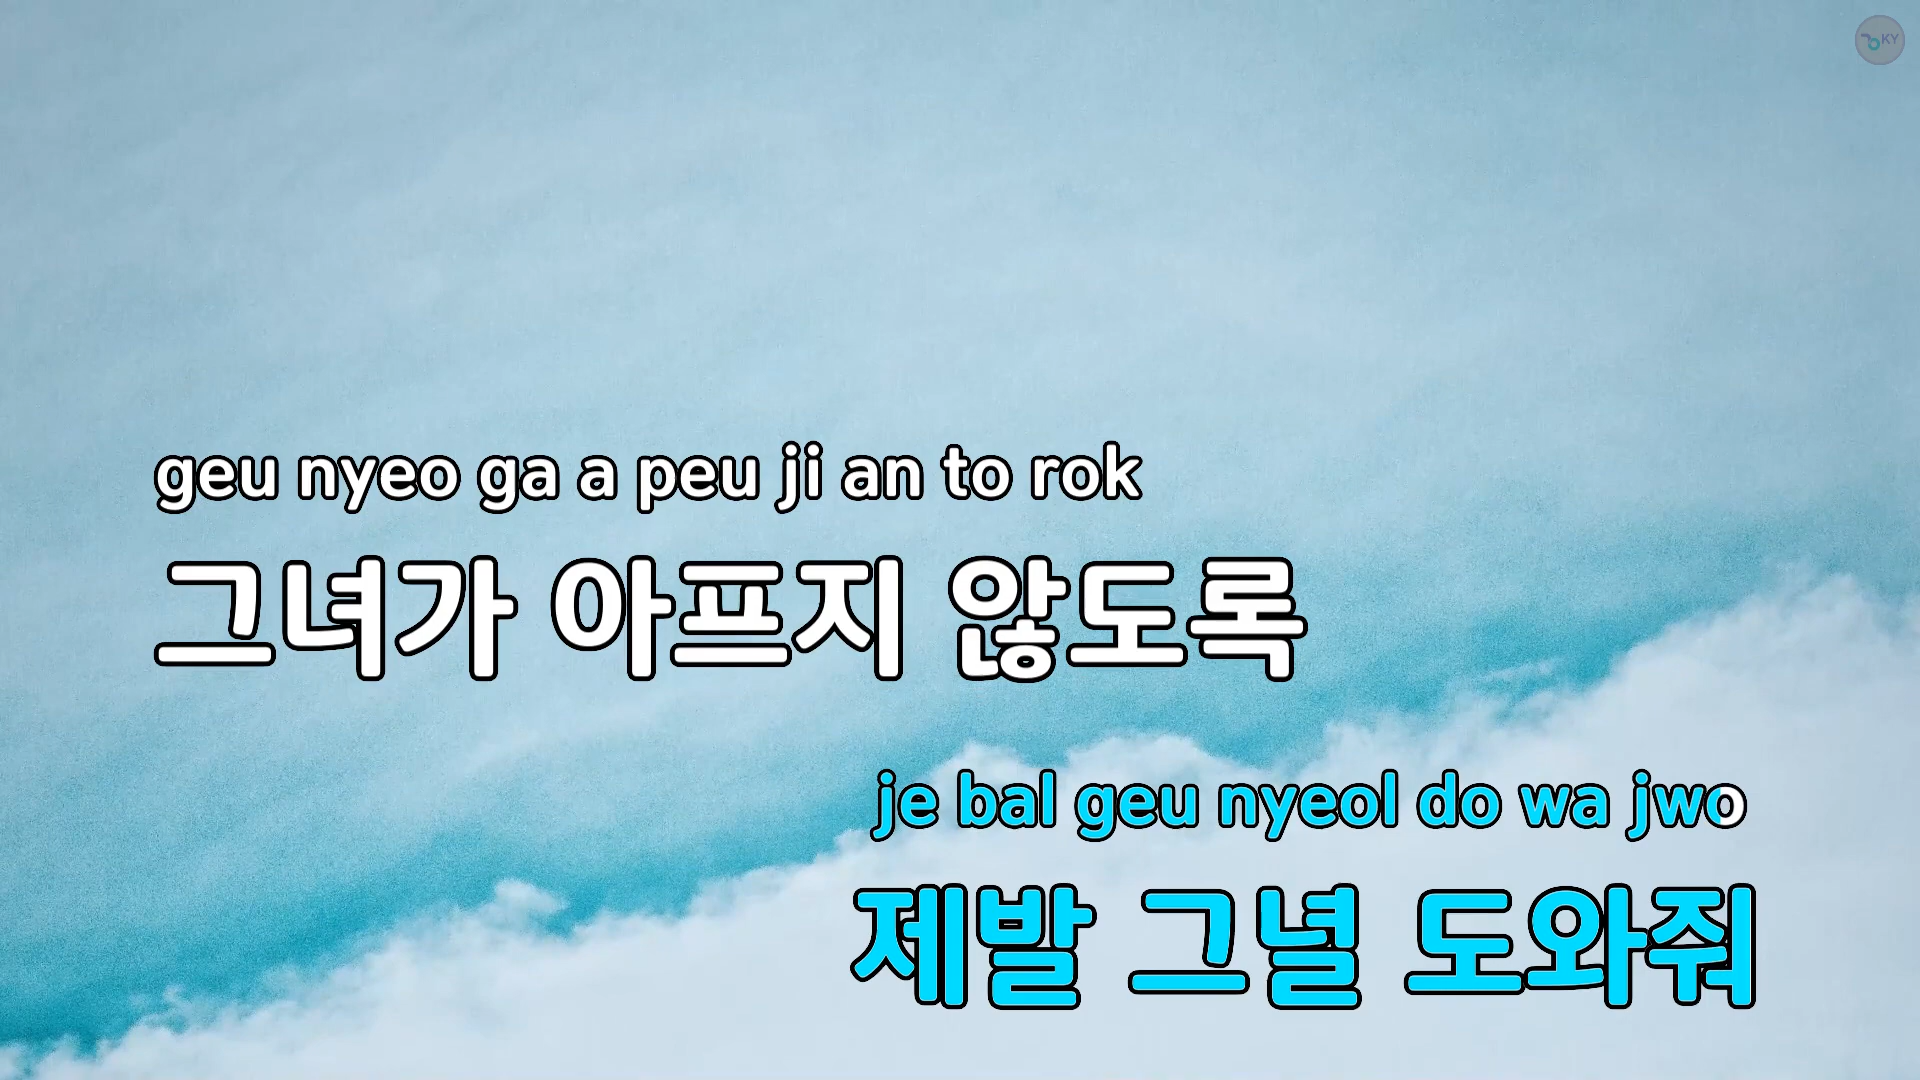 KY
geu nyeo ga a peu ji an to rok
그녀가 아프지 않도록
je bal geu nyeol do wa jwo
제발 그녈 도와줘